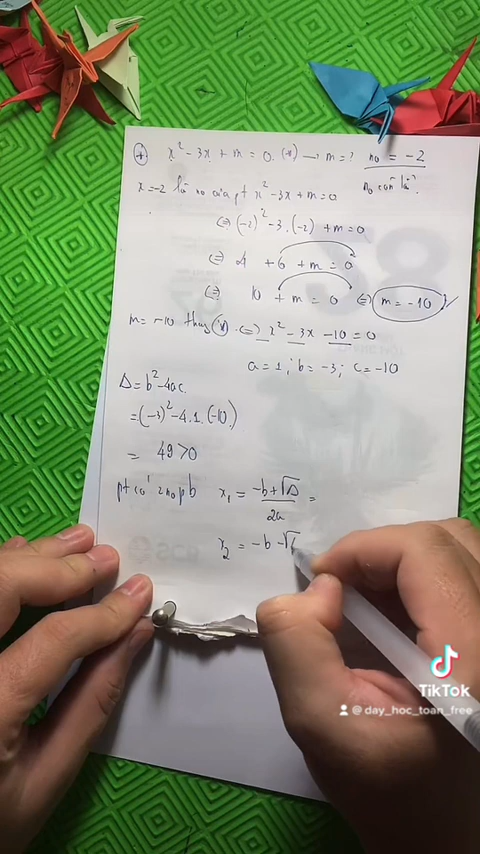 x² - 3x + m = 0. (*) → m = ? no = -2
no còn lại?
x = -2 là no của pt x² - 3x + m = 0
(=) (-2)² - 3.(-2) + m = 0
(=) 4 + 6 + m = 0
(=) 10 + m = 0 (=) m = -10
m = -10 thay (*). (=) x² - 3x - 10 = 0
a = 1; b = -3; c = -10
Δ = b² - 4ac.
= (-3)² - 4.1.(-10)
= 49 > 0
pt có 2 no pb x₁ = (-b + √Δ)/2a =
x₂ = -b - √
TikTok
@day_hoc_toan_free